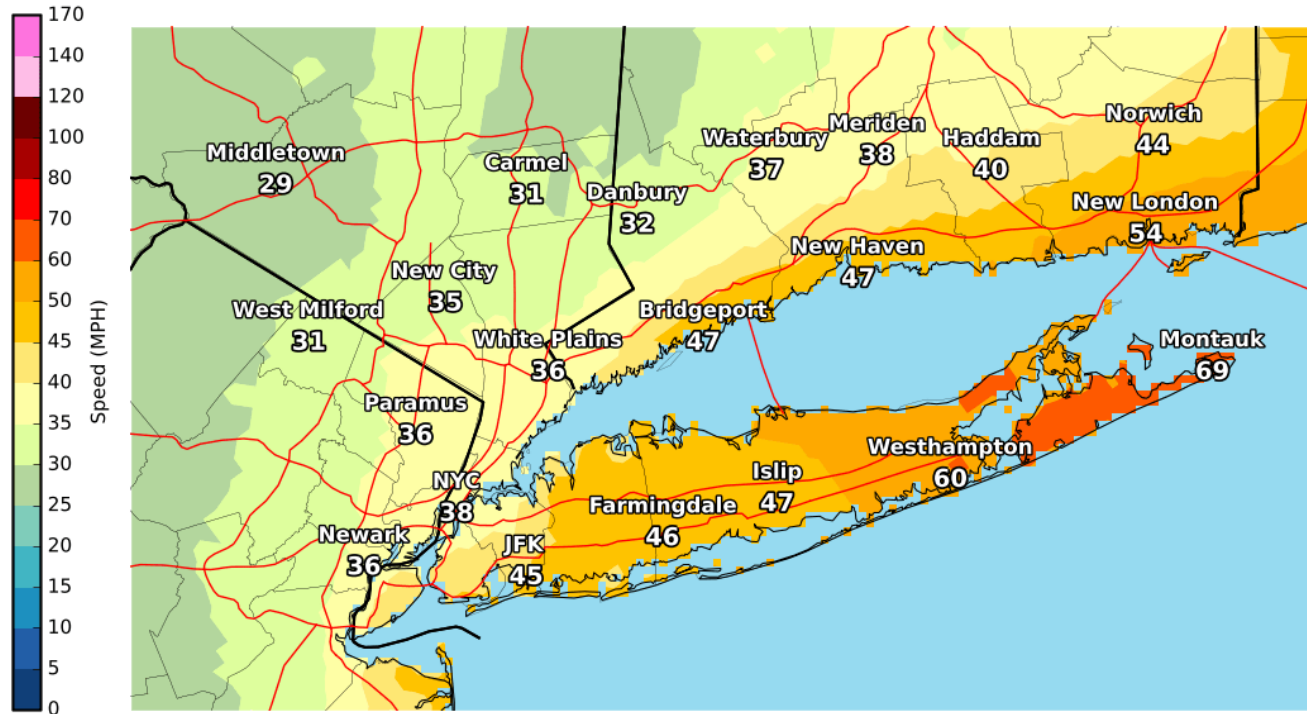 170
140
120
100
80
70
60
50
45
40
35
30
25
20
15
10
5
0
Speed (MPH)
Middletown
29
Carmel
31
Danbury
32
Waterbury
37
Meriden
38
Haddam
40
Norwich
44
New London
54
New Haven
47
New City
35
West Milford
31
White Plains
36
Bridgeport
47
Montauk
69
Paramus
36
NYC
38
Westhampton
60
Islip
47
Farmingdale
46
Newark
36
JFK
45